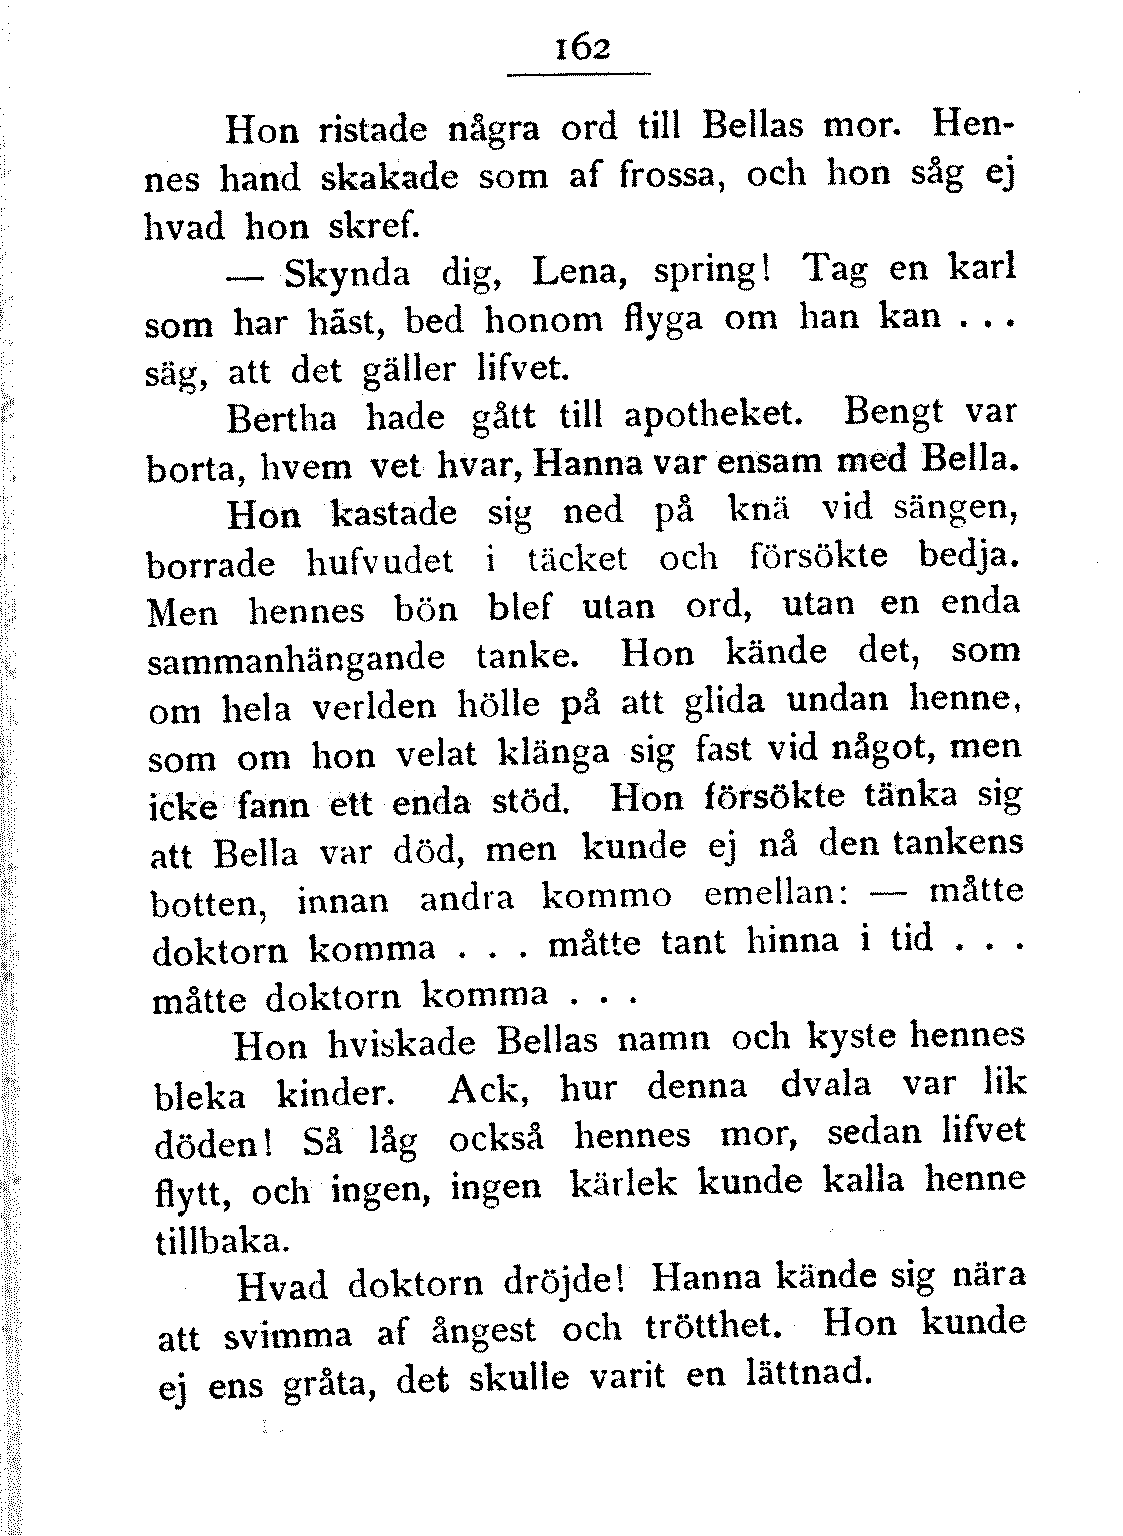 162
Hon ristade några ord till Bellas mor. Hen-
nes hand skakade som af frossa, och hon såg ej
hvad hon skref.
— Skynda dig, Lena, spring! Tag en karl
som har häst, bed honom flyga om han kan . . .
säg, att det gäller lifvet.
Bertha hade gått till apotheket. Bengt var
borta, hvem vet hvar, Hanna var ensam med Bella.
Hon kastade sig ned på knä vid sängen,
borrade hufvudet i täcket och försökte bedja.
Men hennes bön blef utan ord, utan en enda
sammanhängande tanke. Hon kände det, som
om hela verlden hölle på att glida undan henne,
som om hon velat klänga sig fast vid något, men
icke fann ett enda stöd. Hon försökte tänka sig
att Bella var död, men kunde ej nå den tankens
botten, innan andra kommo emellan: — måtte
doktorn komma . . . måtte tant hinna i tid . . .
måtte doktorn komma . . .
Hon hviskade Bellas namn och kyste hennes
bleka kinder. Ack, hur denna dvala var lik
döden! Så låg också hennes mor, sedan lifvet
flytt, och ingen, ingen kärlek kunde kalla henne
tillbaka.
Hvad doktorn dröjde! Hanna kände sig nära
att svimma af ångest och trötthet. Hon kunde
ej ens gråta, det skulle varit en lättnad.